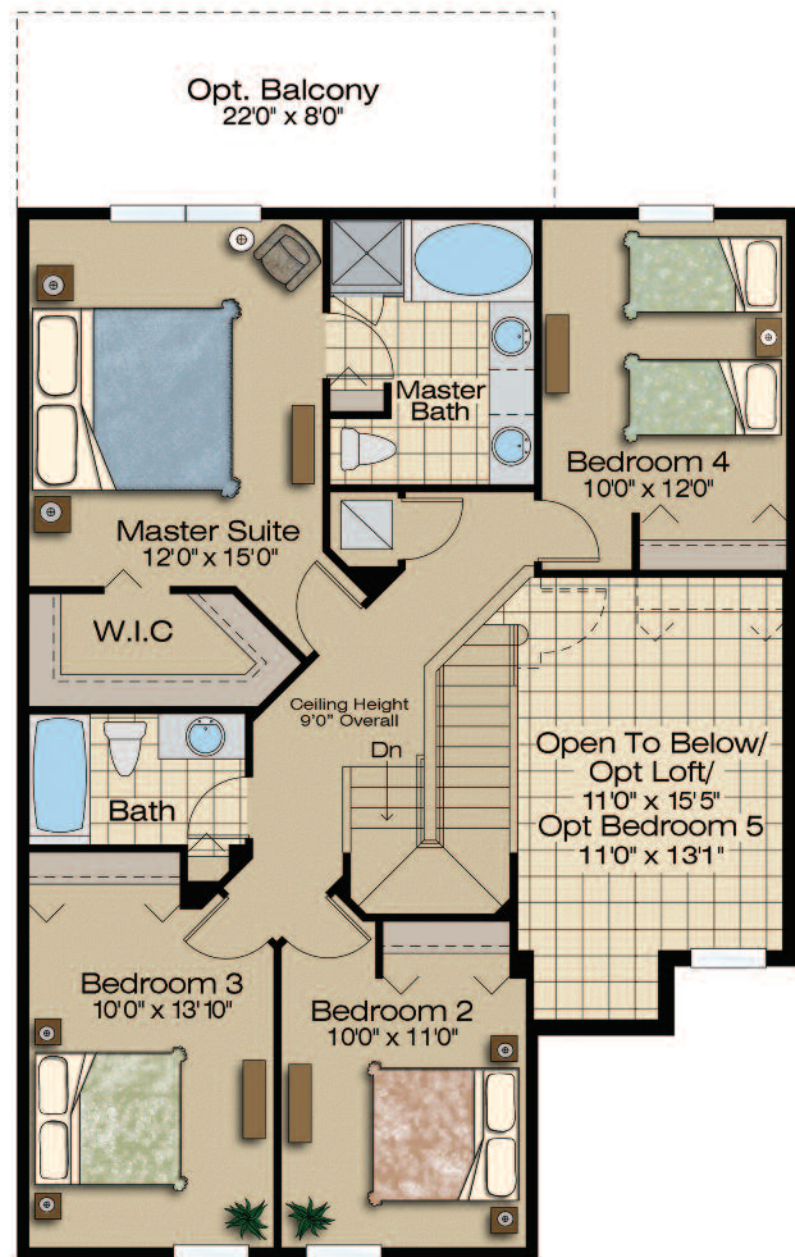 Opt. Balcony
22'0" x 8'0"
Master
Bath
Bedroom 4
10'0" x 12'0"
Master Suite
12'0" x 15'0"
W.I.C
Ceiling Height
9'0" Overall
Dn
Open To Below/
Opt Loft/
11'0" x 15'5"
Opt Bedroom 5
11'0" x 13'1"
Bath
Bedroom 3
10'0" x 13'10"
Bedroom 2
10'0" x 11'0"